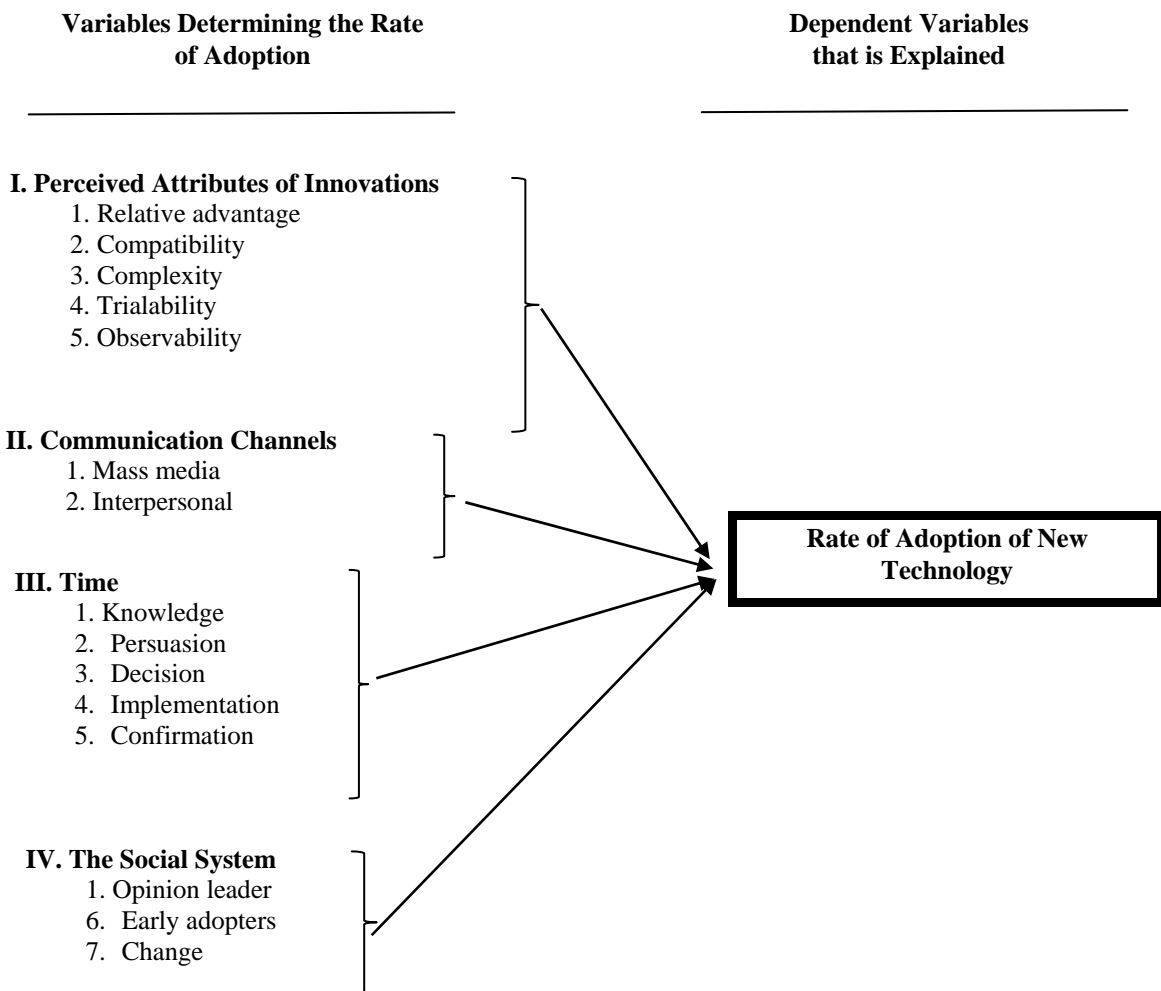 Variables Determining the Rate
of Adoption
Dependent Variables
that is Explained
I. Perceived Attributes of Innovations
1. Relative advantage
2. Compatibility
3. Complexity
4. Trialability
5. Observability
II. Communication Channels
1. Mass media
2. Interpersonal
III. Time
1. Knowledge
2. Persuasion
3. Decision
4. Implementation
5. Confirmation
IV. The Social System
1. Opinion leader
6. Early adopters
7. Change
Rate of Adoption of New
Technology